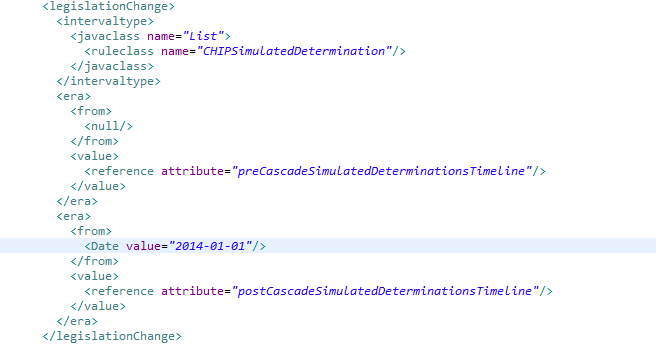 <legislationChange>
<intervaltype>
<javaclass name="List">
<ruleclass name="CHIPSimulatedDetermination"/>
</javaclass>
</intervaltype>
<era>
<from>
<null/>
</from>
<value>
<reference attribute="preCascadeSimulatedDeterminationsTimeline"/>
</value>
</era>
<era>
<from>
<Date value="2014-01-01"/>
</from>
<value>
<reference attribute="postCascadeSimulatedDeterminationsTimeline"/>
</value>
</era>
</legislationChange>